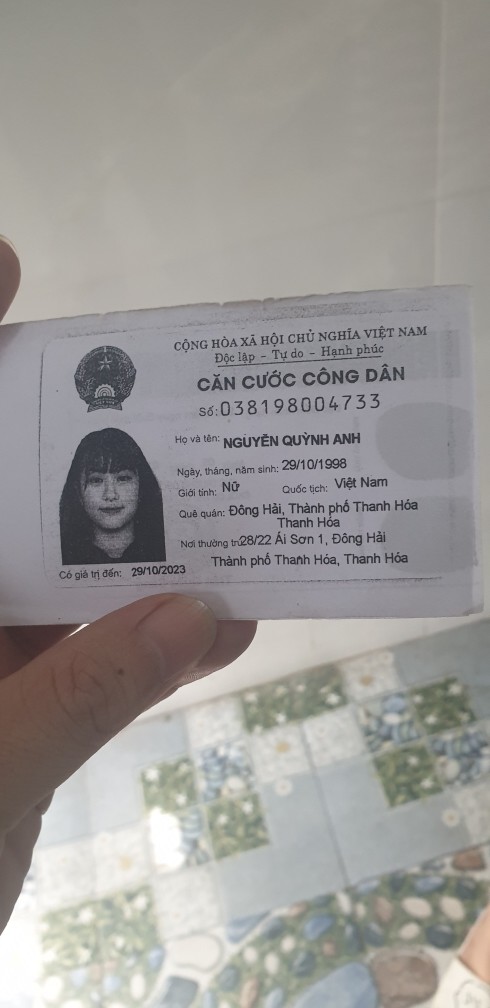 CỘNG HÒA XÃ HỘI CHỦ NGHĨA VIỆT NAM
Độc lập - Tự do - Hạnh phúc
CĂN CƯỚC CÔNG DÂN
Số: 038198004733
Họ và tên: NGUYỄN QUỲNH ANH
Ngày, tháng, năm sinh: 29/10/1998
Giới tính: Nữ Quốc tịch: Việt Nam
Quê quán: Đông Hải, Thành phố Thanh Hóa
Thanh Hóa
Nơi thường trú: 28/22 Ái Sơn 1, Đông Hải
Thành phố Thanh Hóa, Thanh Hóa
Có giá trị đến: 29/10/2023